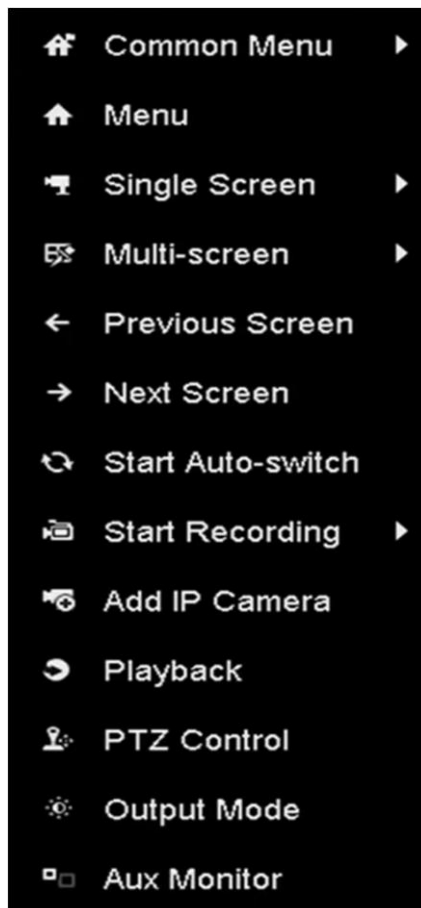 Common Menu
Menu
Single Screen
Multi-screen
Previous Screen
Next Screen
Start Auto-switch
Start Recording
Add IP Camera
Playback
PTZ Control
Output Mode
Aux Monitor